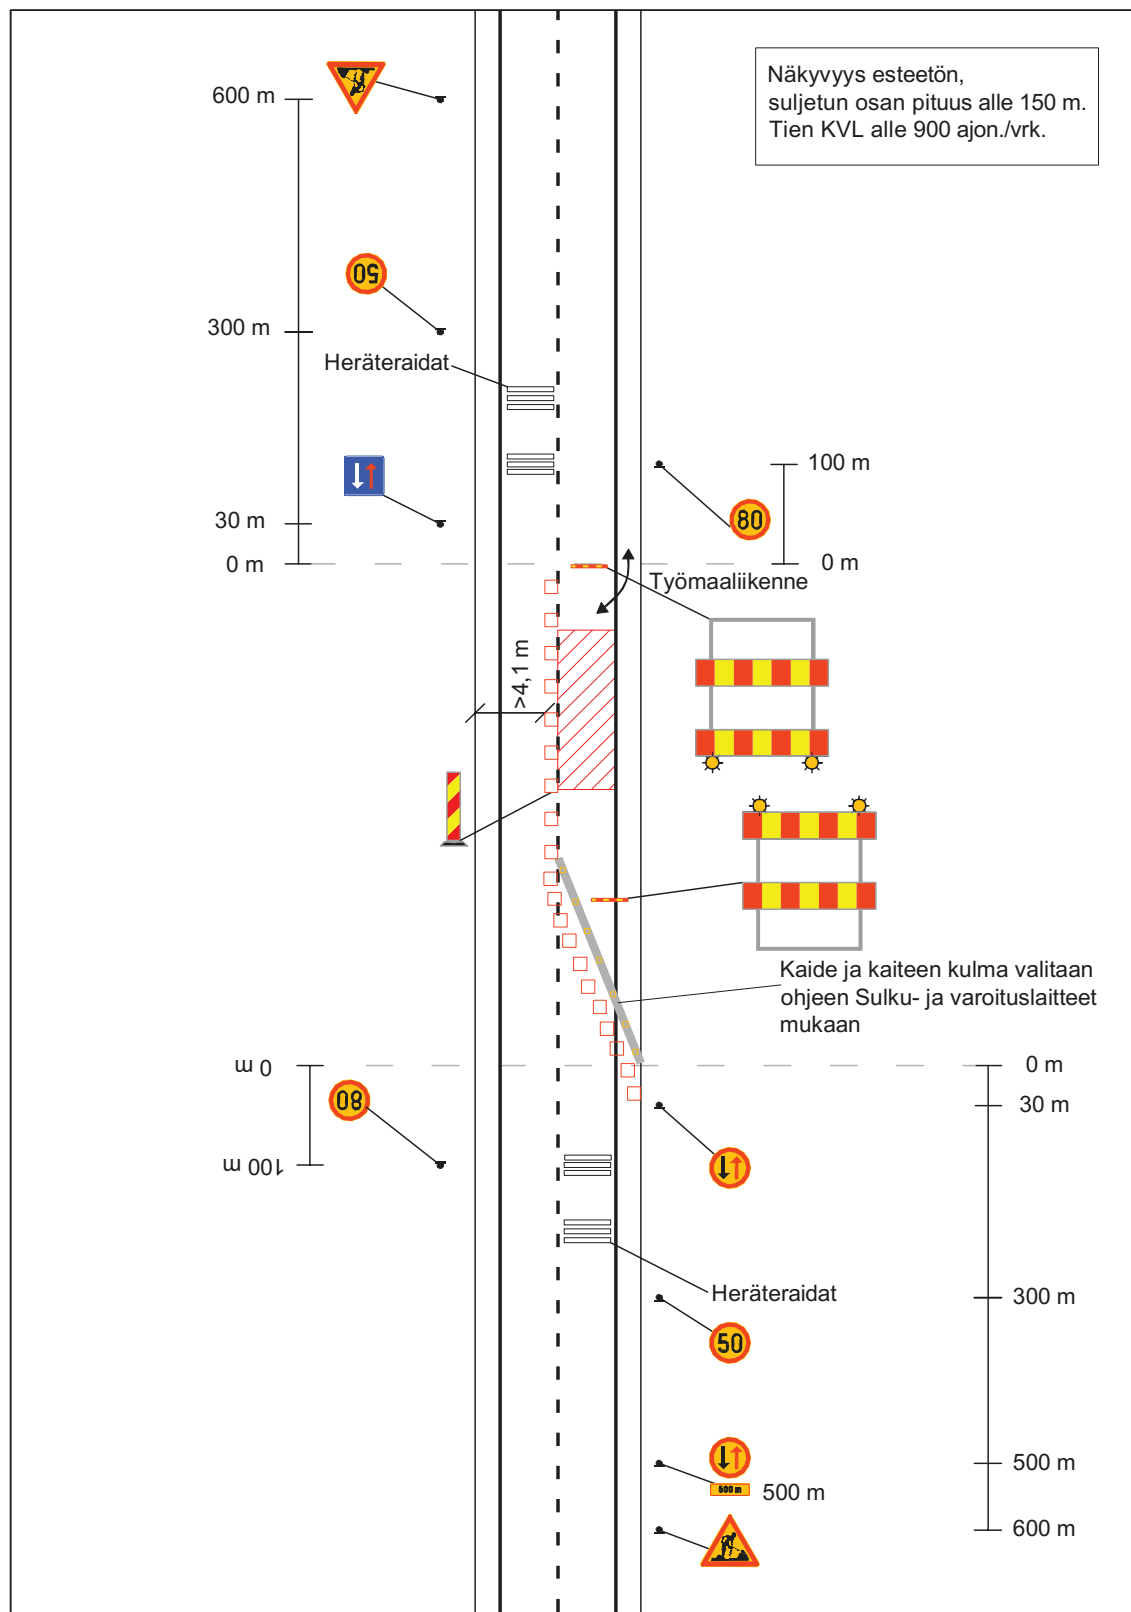 Näkyvyys esteetön,
suljetun osan pituus alle 150 m.
Tien KVL alle 900 ajon./vrk.
600 m
50
300 m
Heräteraidat
100 m
80
30 m
0 m
0 m
Työmaaliikenne
>4,1 m
Kaide ja kaiteen kulma valitaan
ohjeen Sulku- ja varoituslaitteet
mukaan
0 m
0 m
80
30 m
100 m
Heräteraidat
300 m
50
500 m
500 m
500 m
600 m